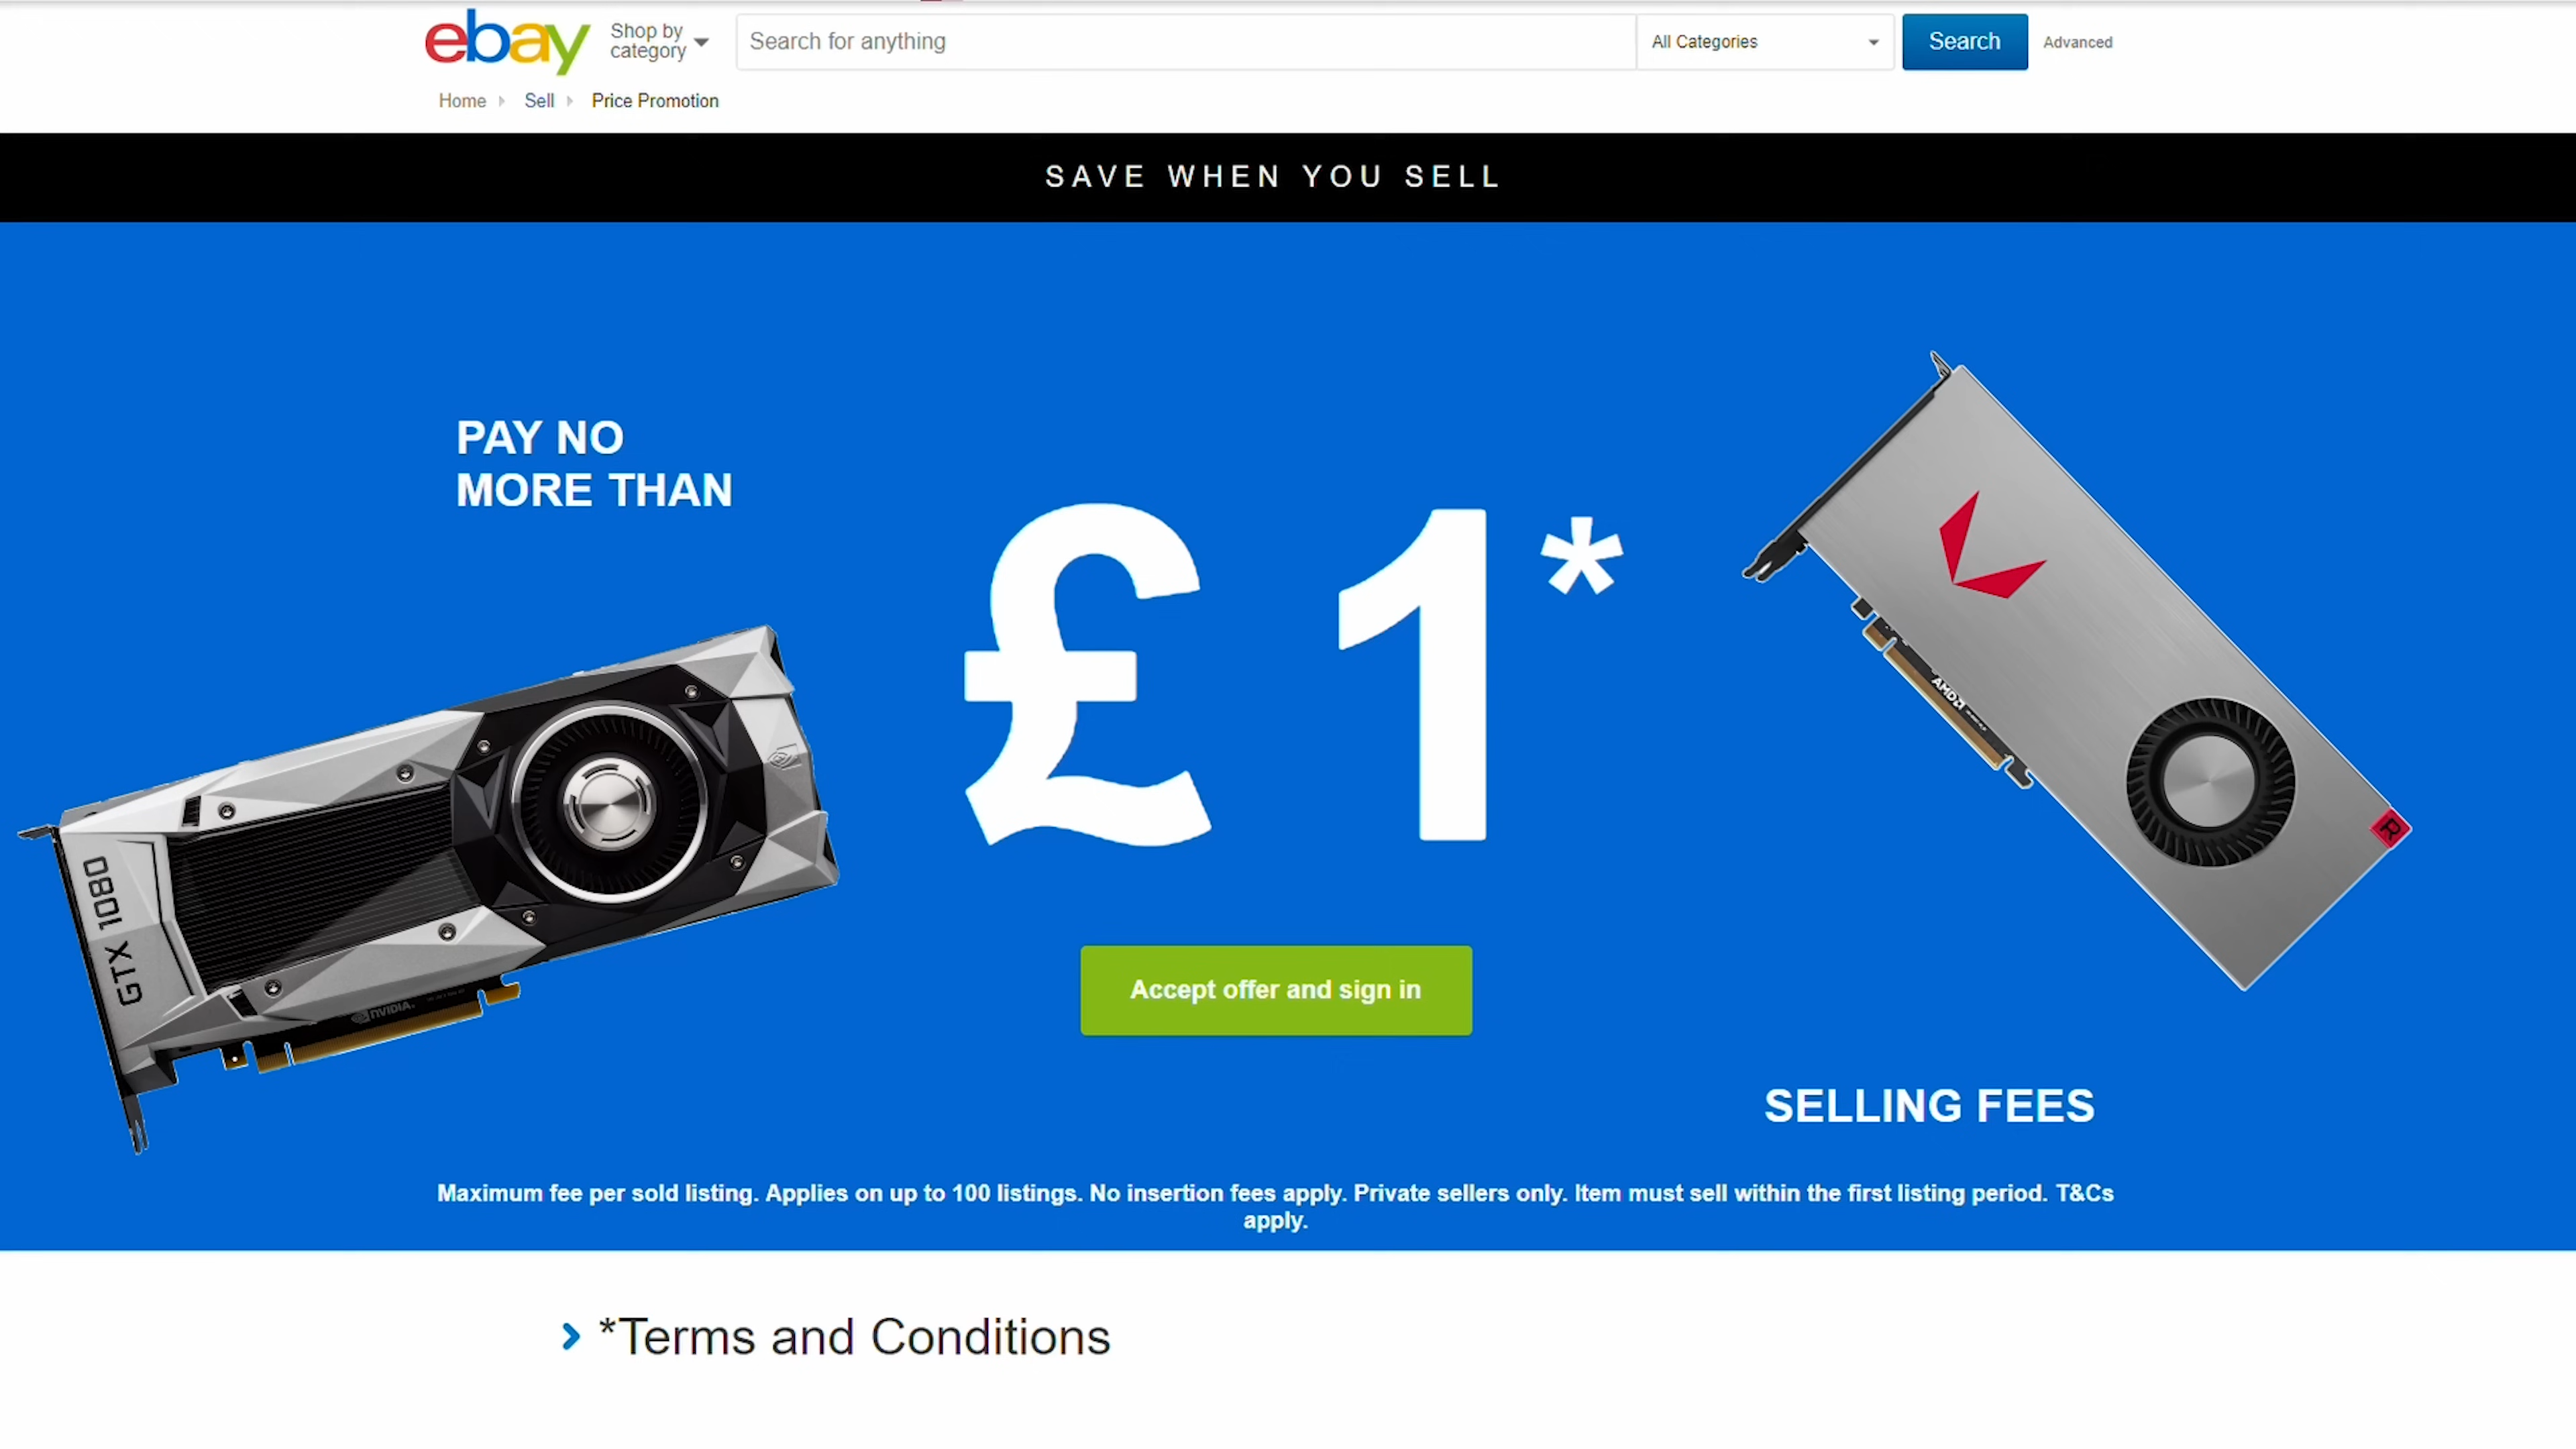 ebay
Shop by
category
Search for anything
All Categories
Search
Advanced
Home
Sell
Price Promotion
SAVE WHEN YOU SELL
PAY NO
MORE THAN
£1*
GTX 1080
NVIDIA.
AMD
R
Accept offer and sign in
SELLING FEES
Maximum fee per sold listing. Applies on up to 100 listings. No insertion fees apply. Private sellers only. Item must sell within the first listing period. T&Cs
apply.
*Terms and Conditions